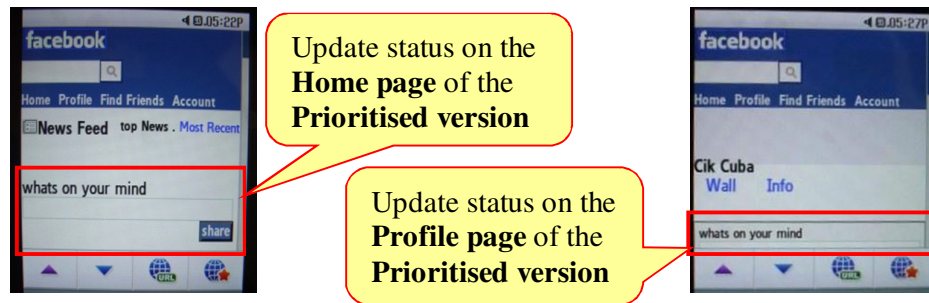 05:22P
facebook
Home Profile Find Friends Account
News Feed top News . Most Recent
whats on your mind
share
URL
Update status on the
Home page of the
Prioritised version
Update status on the
Profile page of the
Prioritised version
05:27P
facebook
Home Profile Find Friends Account
Cik Cuba
Wall Info
whats on your mind
URL